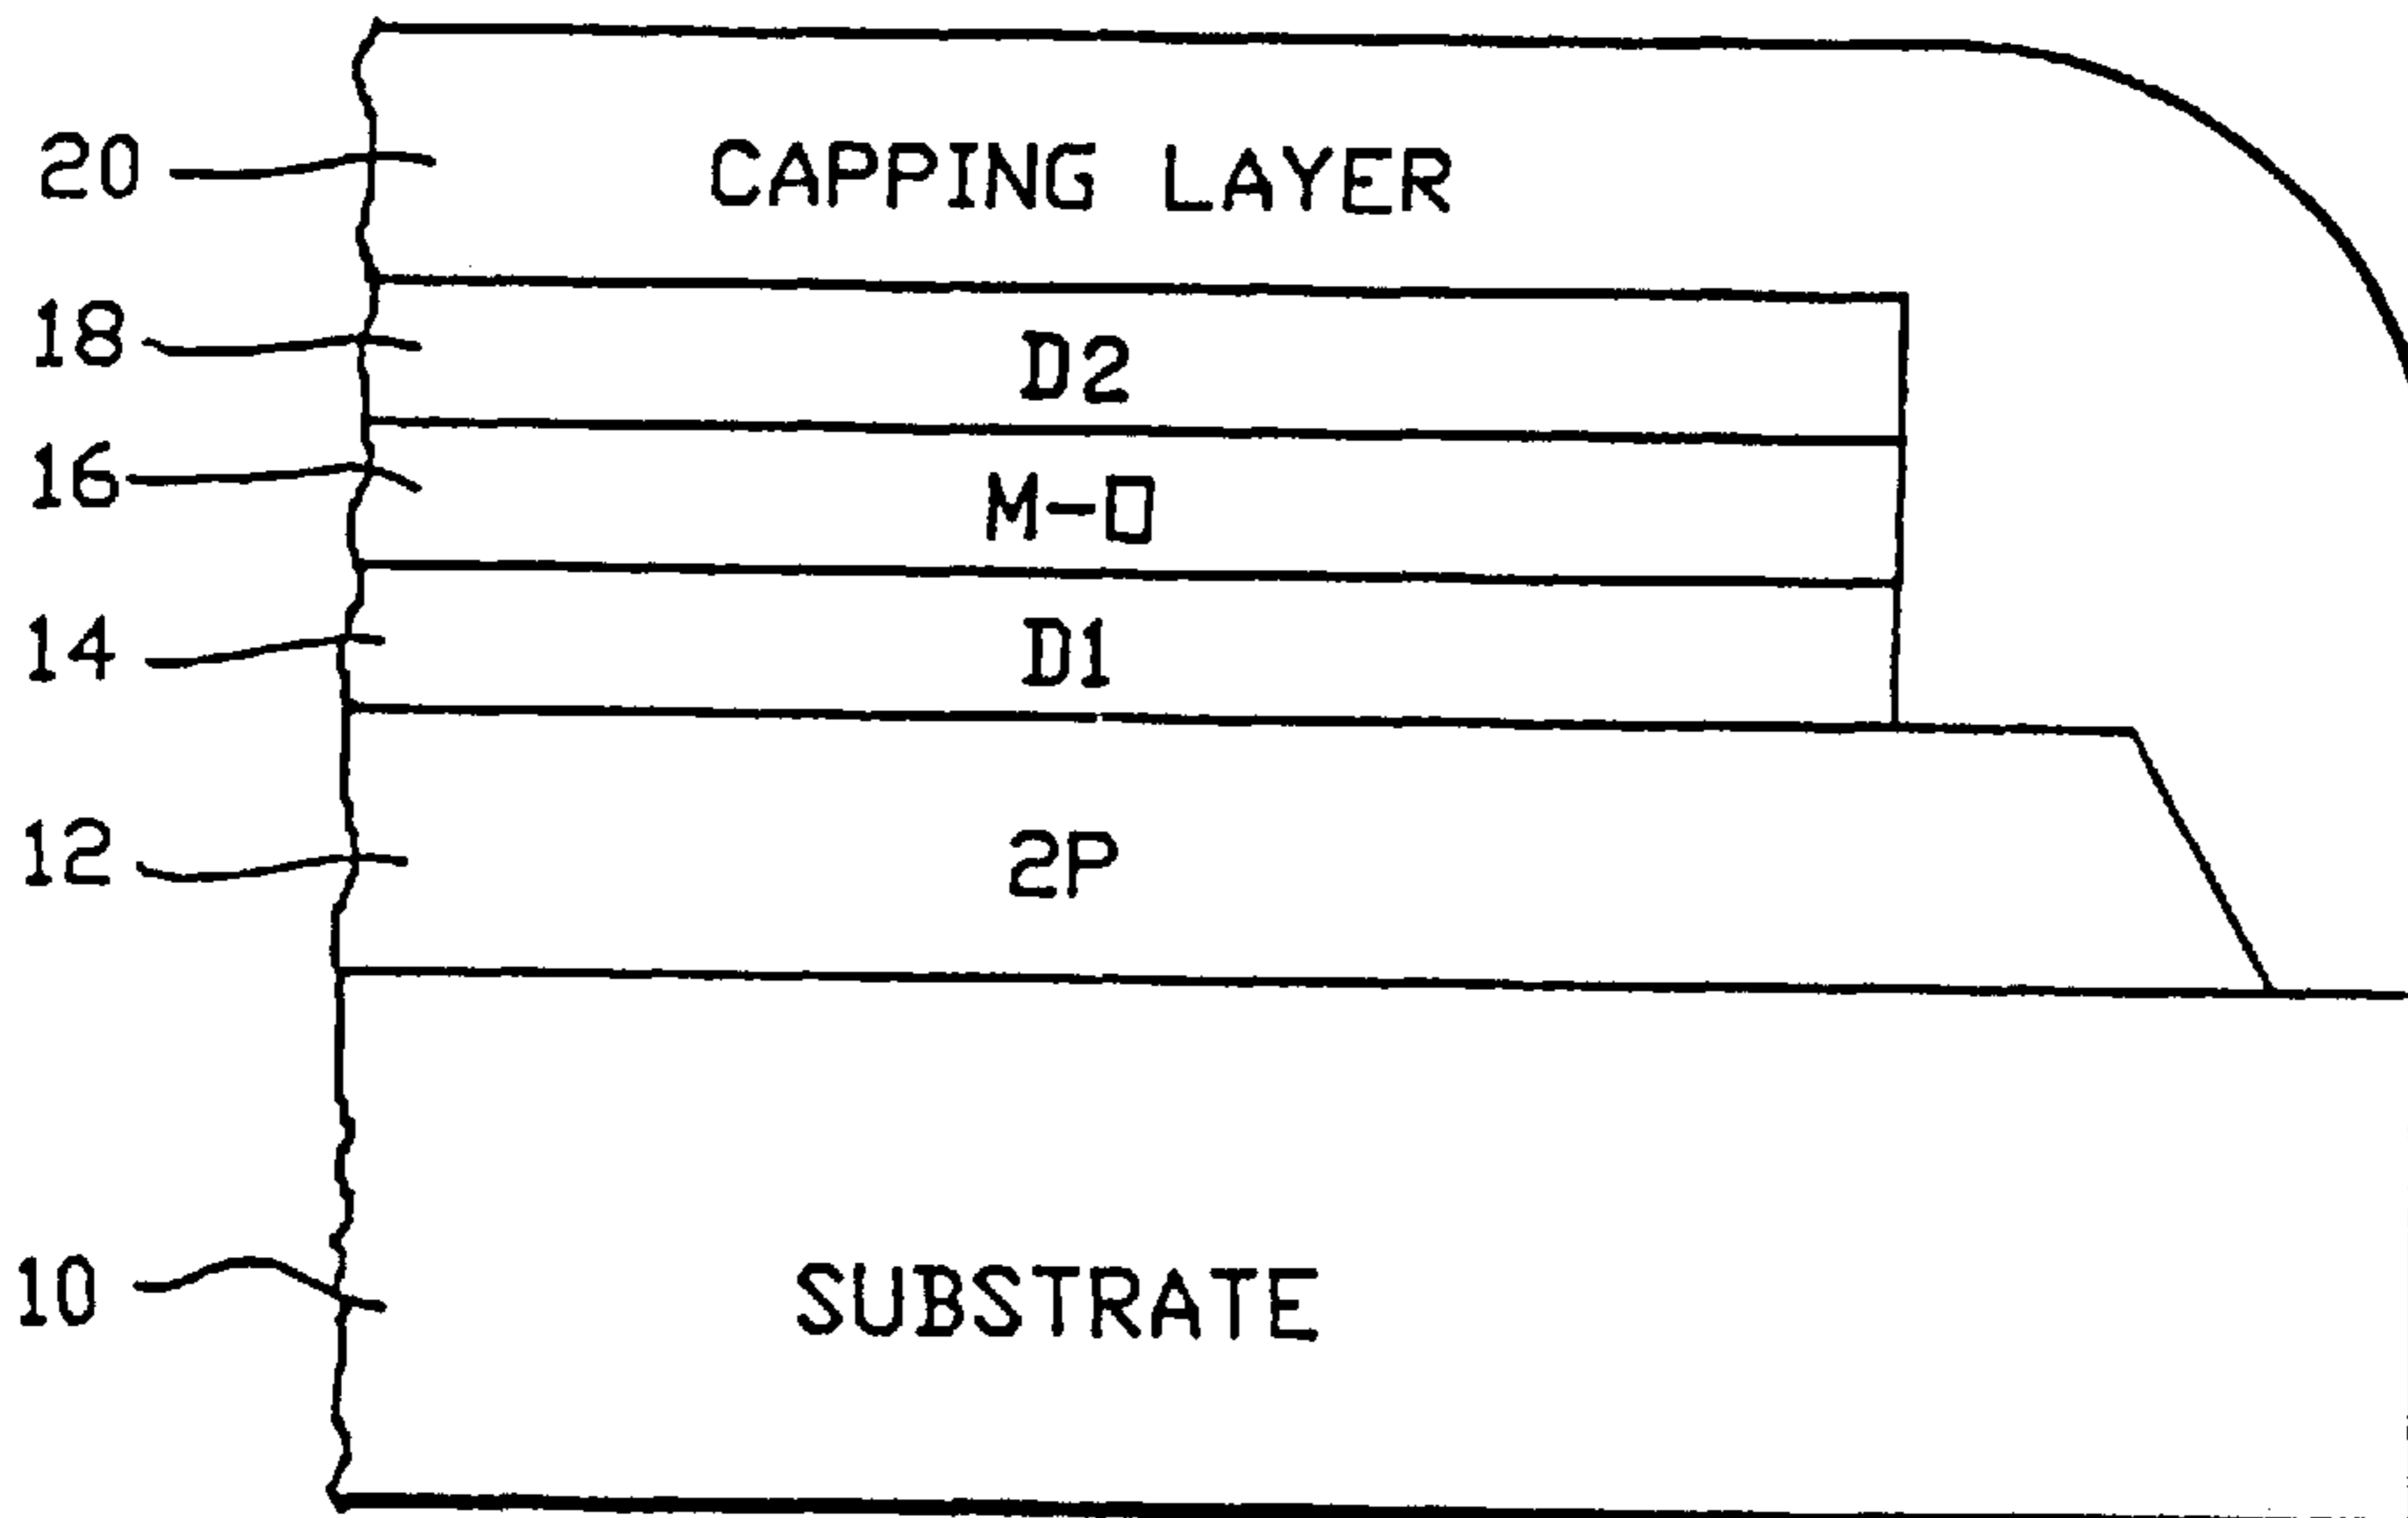 20 CAPPING LAYER
18 D2
16 M-O
14 D1
12 2P
10 SUBSTRATE